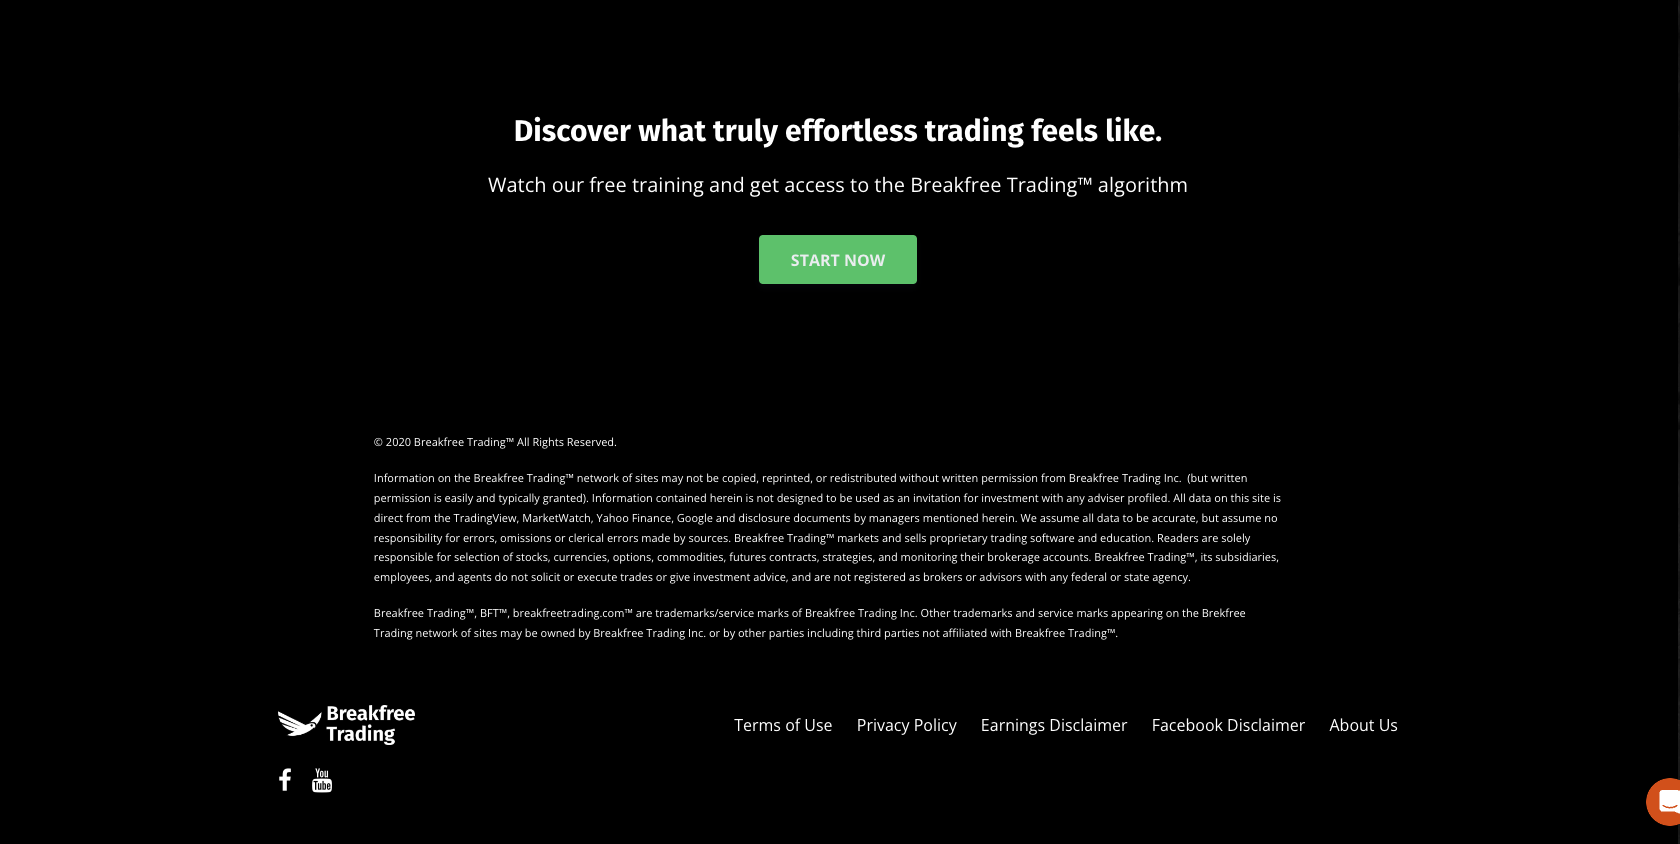 Discover what truly effortless trading feels like.
Watch our free training and get access to the Breakfree Trading™ algorithm
START NOW
© 2020 Breakfree Trading™ All Rights Reserved.
Information on the Breakfree Trading™ network of sites may not be copied, reprinted, or redistributed without written permission from Breakfree Trading Inc.  (but written
permission is easily and typically granted). Information contained herein is not designed to be used as an invitation for investment with any adviser profiled. All data on this site is
direct from the TradingView, MarketWatch, Yahoo Finance, Google and disclosure documents by managers mentioned herein. We assume all data to be accurate, but assume no
responsibility for errors, omissions or clerical errors made by sources. Breakfree Trading™ markets and sells proprietary trading software and education. Readers are solely
responsible for selection of stocks, currencies, options, commodities, futures contracts, strategies, and monitoring their brokerage accounts. Breakfree Trading™, its subsidiaries,
employees, and agents do not solicit or execute trades or give investment advice, and are not registered as brokers or advisors with any federal or state agency.
Breakfree Trading™, BFT™, breakfreetrading.com™ are trademarks/service marks of Breakfree Trading Inc. Other trademarks and service marks appearing on the Brekfree
Trading network of sites may be owned by Breakfree Trading Inc. or by other parties including third parties not affiliated with Breakfree Trading™.
Breakfree
Trading
Terms of Use Privacy Policy Earnings Disclaimer Facebook Disclaimer About Us
You
Tube